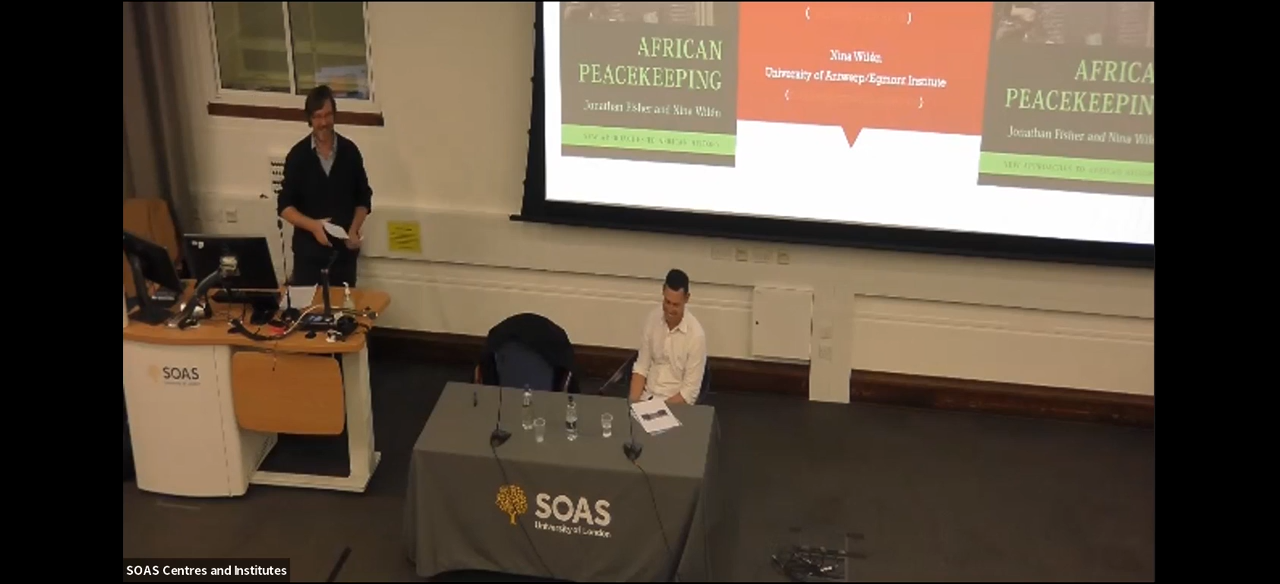 AFRICAN
PEACEKEEPING
Jonathan Fisher and Nina Wilén
Nina Wilén
University of Antwerp/Egmont Institute
AFRICA
PEACEKEEPIN
Jonathan Fisher and Nina Wilé
SOAS
SOAS
University of London
SOAS Centres and Institutes